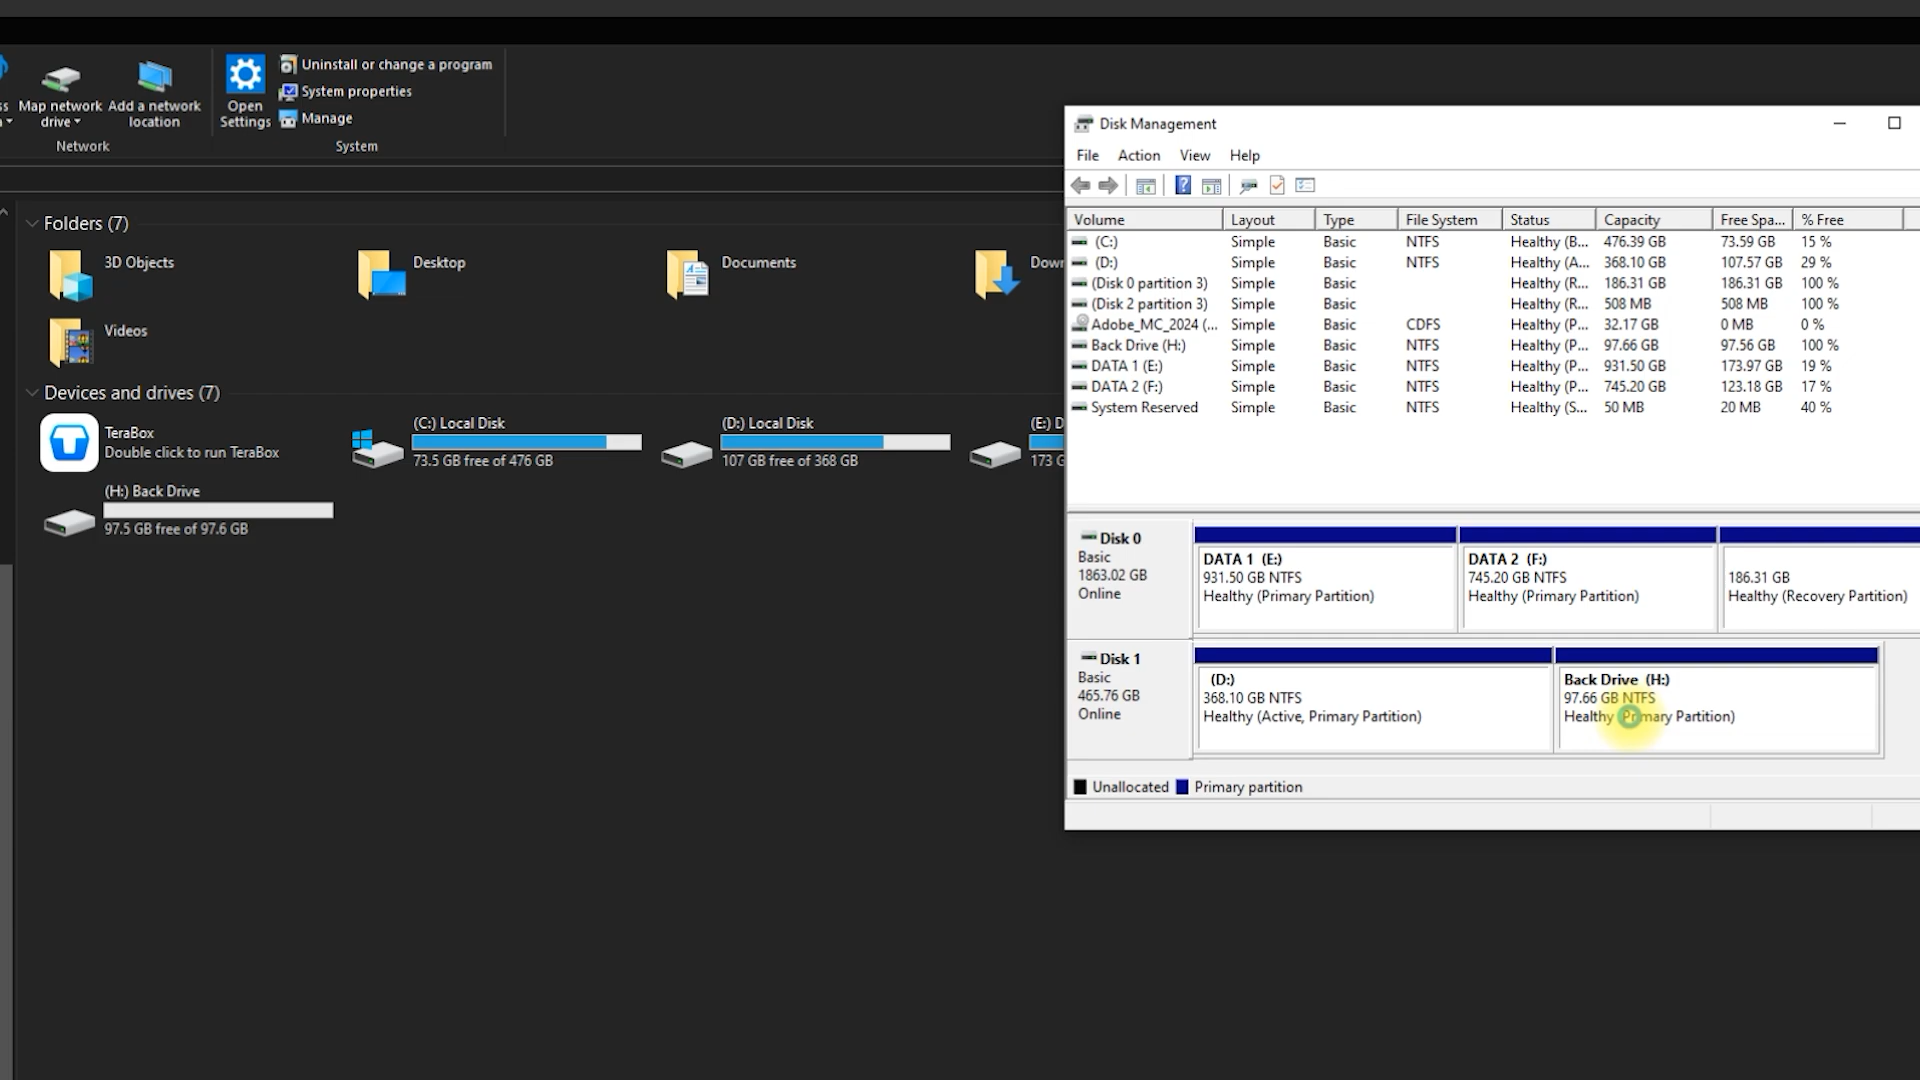 Uninstall or change a program
System properties
Manage
Map network drive
Add a network location
Open Settings
Network
System
Folders (7)
3D Objects
Desktop
Documents
Videos
Devices and drives (7)
TeraBox
Double click to run TeraBox
(C:) Local Disk
73.5 GB free of 476 GB
(D:) Local Disk
107 GB free of 368 GB
(E:) D
173 G
(H:) Back Drive
97.5 GB free of 97.6 GB
Disk Management
File Action View Help
Volume Layout Type File System Status Capacity Free Spa... % Free
(C:) Simple Basic NTFS Healthy (B... 476.39 GB 73.59 GB 15 %
(D:) Simple Basic NTFS Healthy (A... 368.10 GB 107.57 GB 29 %
(Disk 0 partition 3) Simple Basic Healthy (R... 186.31 GB 186.31 GB 100 %
(Disk 2 partition 3) Simple Basic Healthy (R... 508 MB 508 MB 100 %
Adobe_MC_2024 (... Simple Basic CDFS Healthy (P... 32.17 GB 0 MB 0 %
Back Drive (H:) Simple Basic NTFS Healthy (P... 97.66 GB 97.56 GB 100 %
DATA 1 (E:) Simple Basic NTFS Healthy (P... 931.50 GB 173.97 GB 19 %
DATA 2 (F:) Simple Basic NTFS Healthy (P... 745.20 GB 123.18 GB 17 %
System Reserved Simple Basic NTFS Healthy (S... 50 MB 20 MB 40 %
Disk 0
Basic
1863.02 GB
Online
DATA 1 (E:)
931.50 GB NTFS
Healthy (Primary Partition)
DATA 2 (F:)
745.20 GB NTFS
Healthy (Primary Partition)
186.31 GB
Healthy (Recovery Partition)
Disk 1
Basic
465.76 GB
Online
(D:)
368.10 GB NTFS
Healthy (Active, Primary Partition)
Back Drive (H:)
97.66 GB NTFS
Healthy (Primary Partition)
Unallocated Primary partition